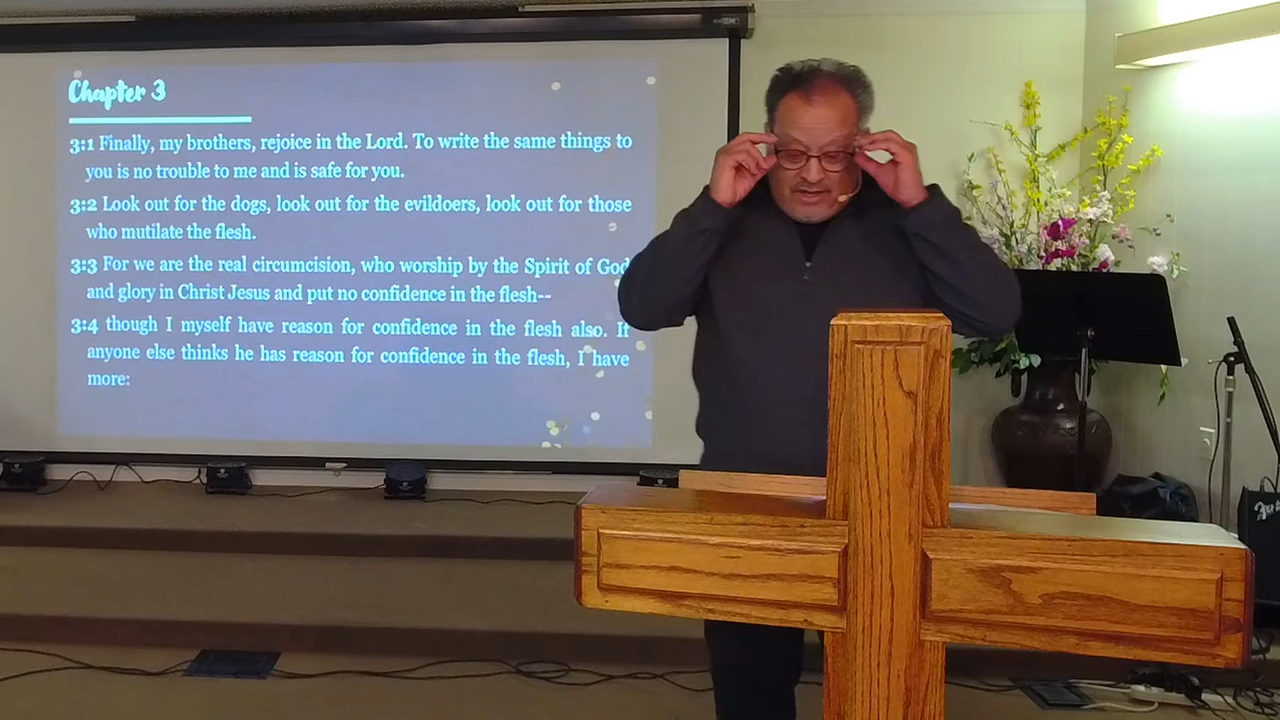 Chapter 3
3:1 Finally, my brothers, rejoice in the Lord. To write the same things to
you is no trouble to me and is safe for you.
3:2 Look out for the dogs, look out for the evildoers, look out for those
who mutilate the flesh.
3:3 For we are the real circumcision, who worship by the Spirit of God
and glory in Christ Jesus and put no confidence in the flesh--
3:4 though I myself have reason for confidence in the flesh also. If
anyone else thinks he has reason for confidence in the flesh, I have
more: